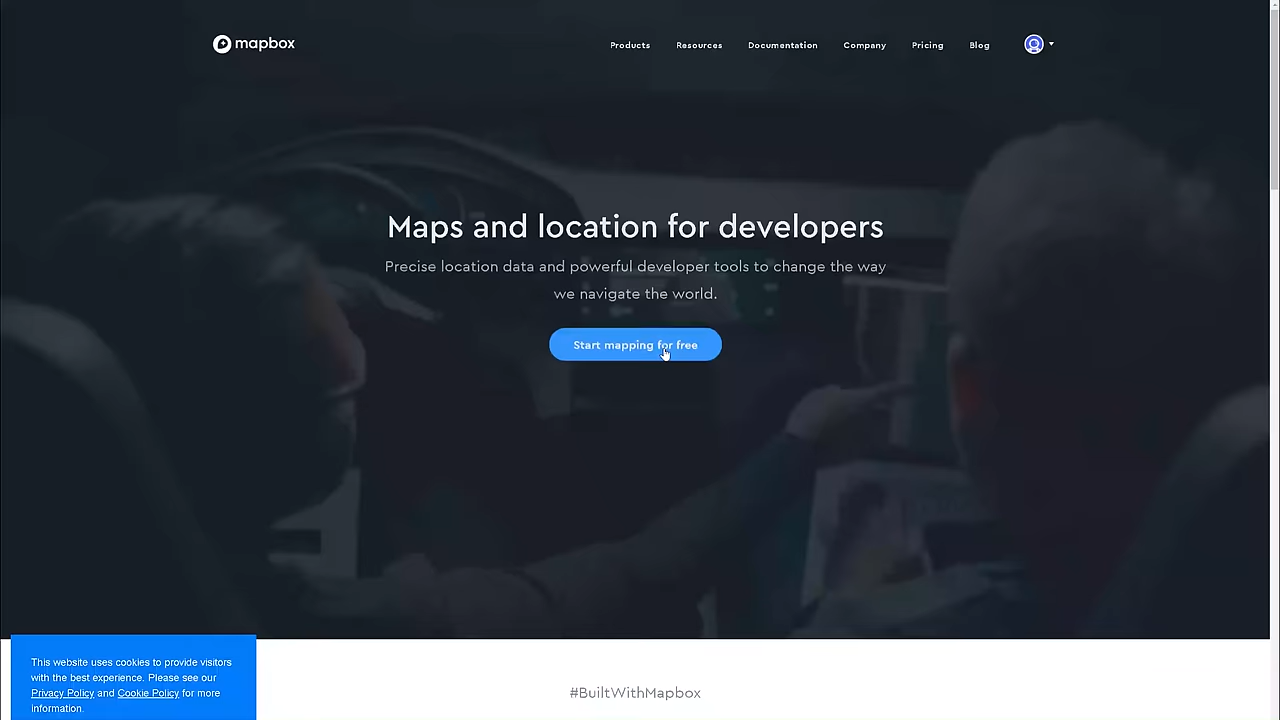 mapbox
Products
Resources
Documentation
Company
Pricing
Blog
Maps and location for developers
Precise location data and powerful developer tools to change the way
we navigate the world.
Start mapping for free
This website uses cookies to provide visitors
with the best experience. Please see our
Privacy Policy and Cookie Policy for more
information.
#BuiltWithMapbox